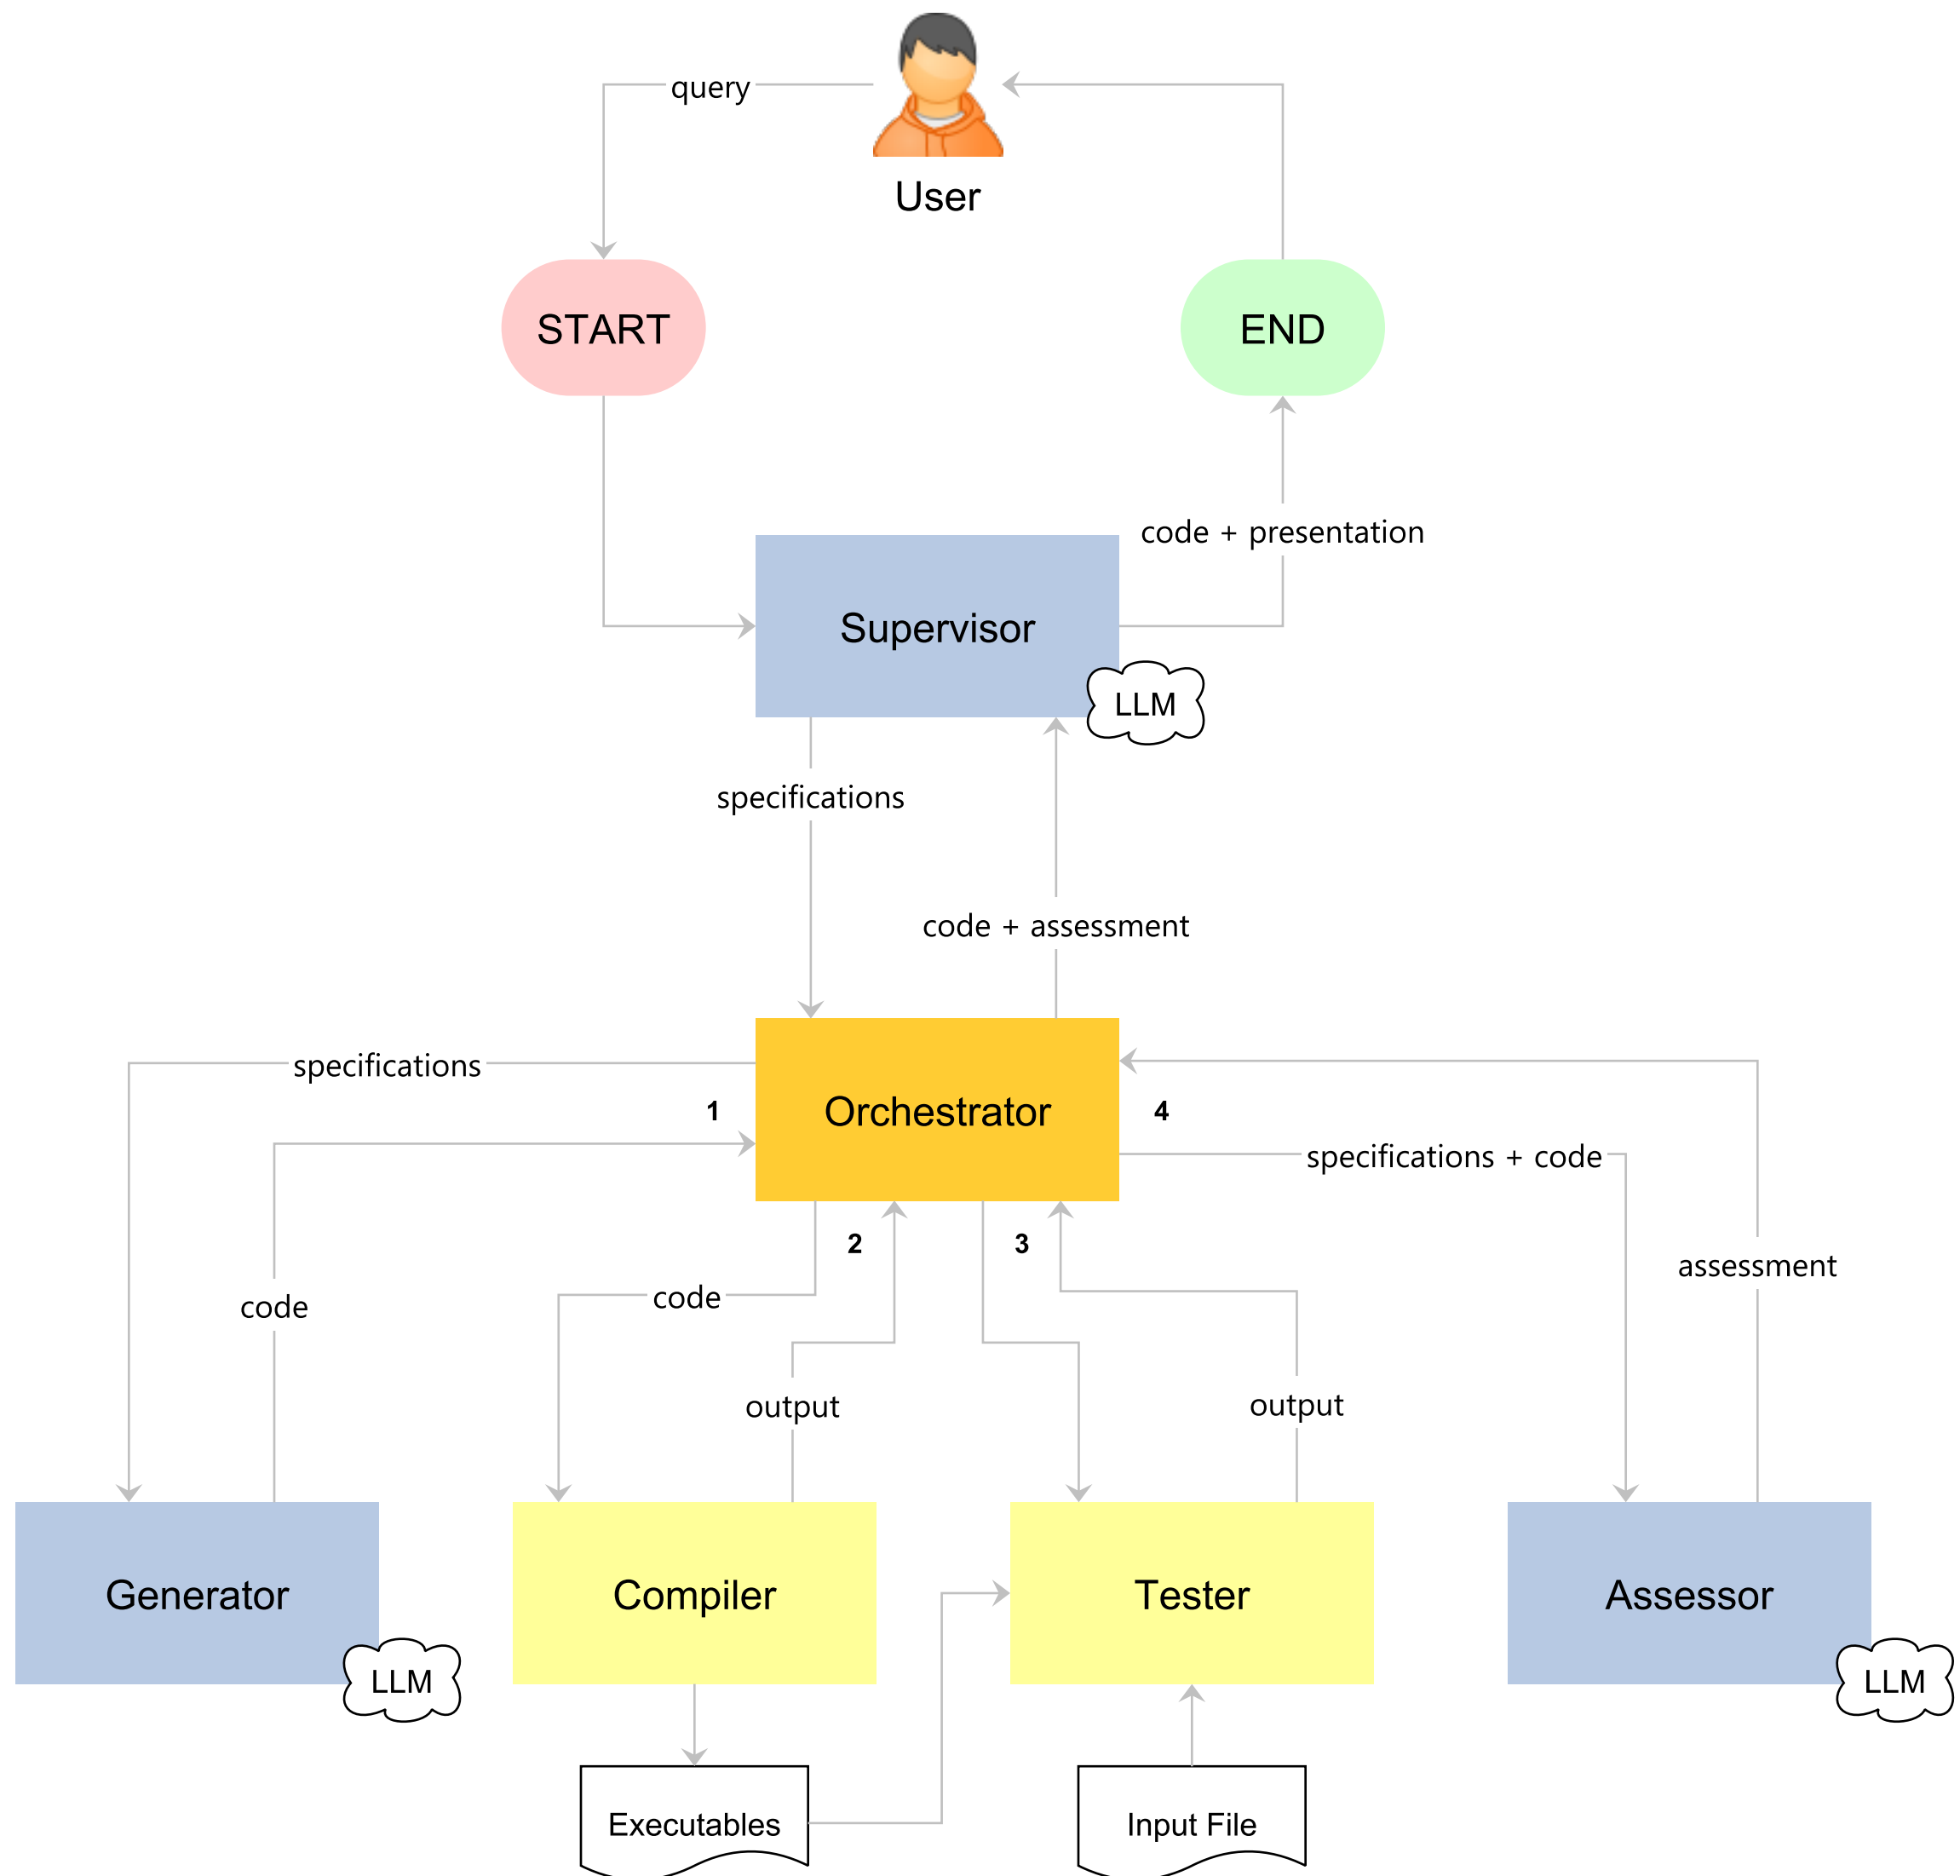 query
User
START
END
code + presentation
Supervisor
LLM
specifications
code + assessment
specifications
1
Orchestrator
4
specifications + code
2
3
assessment
code
code
output
output
Generator
Compiler
Tester
Assessor
LLM
LLM
Executables
Input File